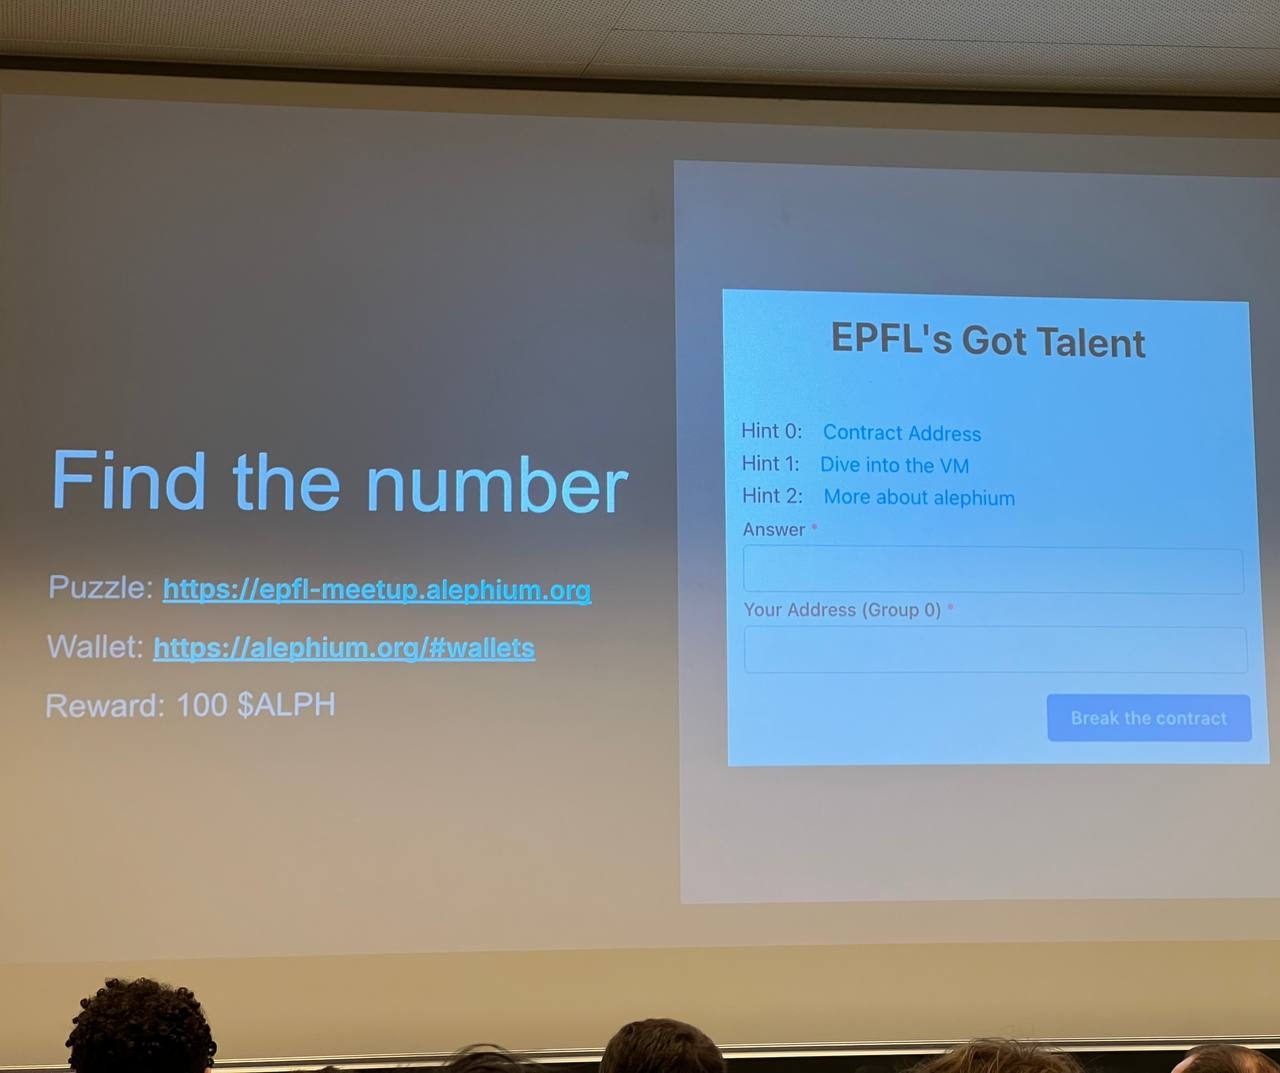 Find the number
Puzzle: https://epfl-meetup.alephium.org
Wallet: https://alephium.org/#wallets
Reward: 100 $ALPH
EPFL's Got Talent
Hint 0: Contract Address
Hint 1: Dive into the VM
Hint 2: More about alephium
Answer *
Your Address (Group 0) *
Break the contract